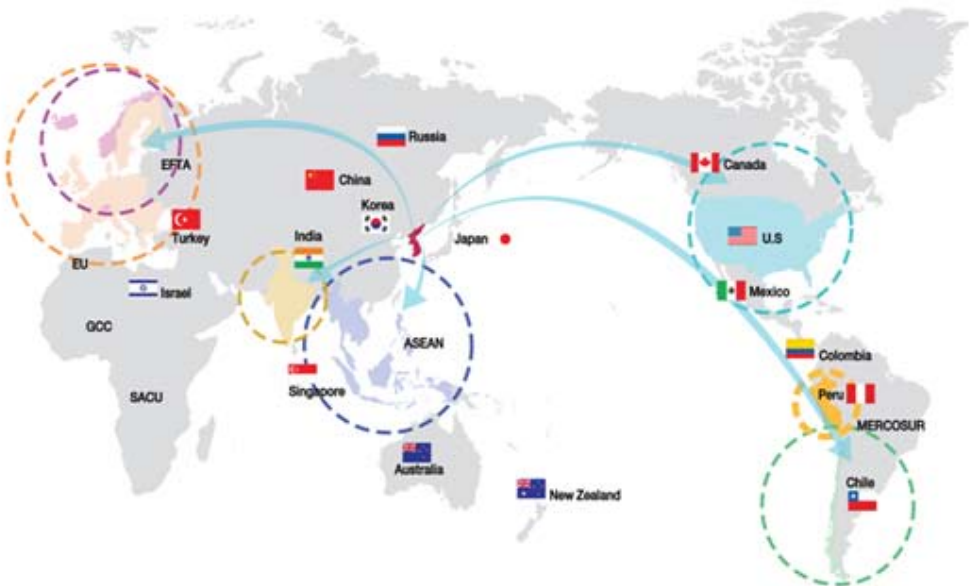 Russia
Canada
EFTA
China
Korea
Turkey
India
Japan
U.S
EU
Israel
Mexico
GCC
ASEAN
Colombia
Singapore
Peru
SACU
MERCOSUR
Australia
Chile
New Zealand